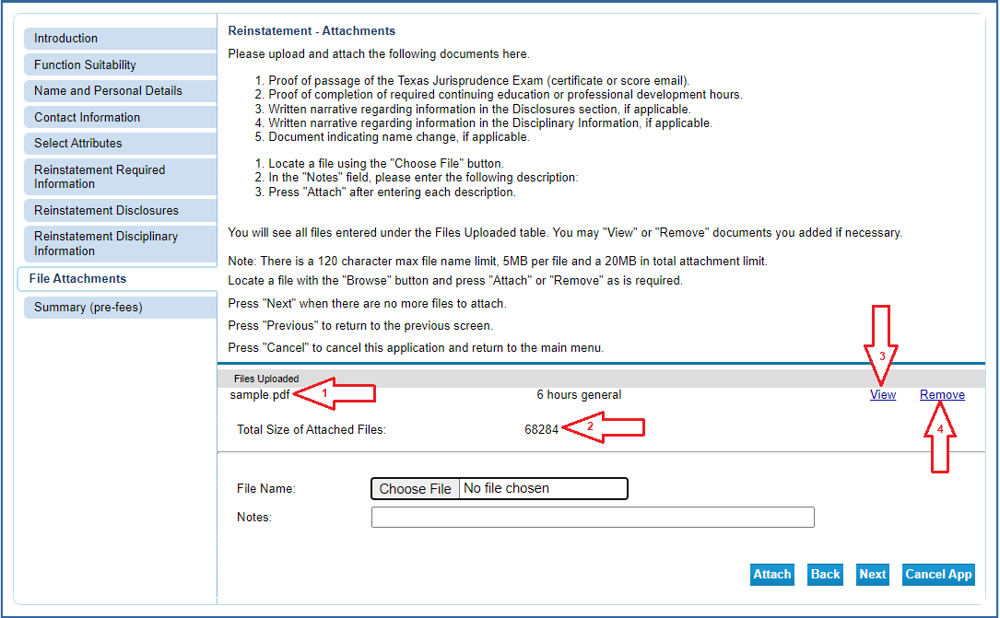 Introduction
Function Suitability
Name and Personal Details
Contact Information
Select Attributes
Reinstatement Required
Information
Reinstatement Disclosures
Reinstatement Disciplinary
Information
File Attachments
Summary (pre-fees)
Reinstatement - Attachments
Please upload and attach the following documents here.
1. Proof of passage of the Texas Jurisprudence Exam (certificate or score email).
2. Proof of completion of required continuing education or professional development hours.
3. Written narrative regarding information in the Disclosures section, if applicable.
4. Written narrative regarding information in the Disciplinary Information, if applicable.
5. Document indicating name change, if applicable.
1. Locate a file using the "Choose File" button.
2. In the "Notes" field, please enter the following description:
3. Press "Attach" after entering each description.
You will see all files entered under the Files Uploaded table. You may "View" or "Remove" documents you added if necessary.
Note: There is a 120 character max file name limit, 5MB per file and a 20MB in total attachment limit.
Locate a file with the "Browse" button and press "Attach" or "Remove" as is required.
Press "Next" when there are no more files to attach.
Press "Previous" to return to the previous screen.
Press "Cancel" to cancel this application and return to the main menu.
3
Files Uploaded
sample.pdf 1 6 hours general View Remove
Total Size of Attached Files: 68284 2 4
File Name: Choose File No file chosen
Notes:
Attach Back Next Cancel App